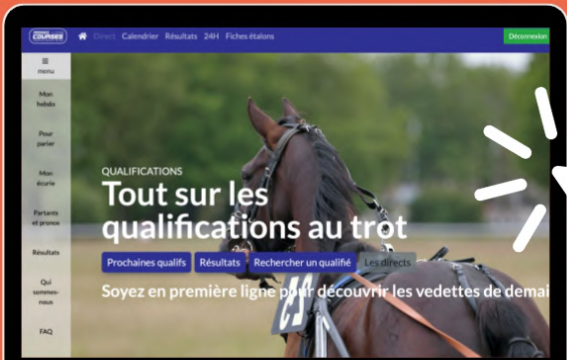 COURSES
Direct Calendrier Résultats 24H Fiches étalons
Déconnexion
menu
Mon
hebdo
Pour
parier
Mon
écurie
Partants
et pronos
Résultats
Qui
sommes-
nous
FAQ
QUALIFICATIONS
Tout sur les
qualifications au trot
Prochaines qualifs Résultats Rechercher un qualifié Les directs
Soyez en première ligne pour découvrir les vedettes de demai